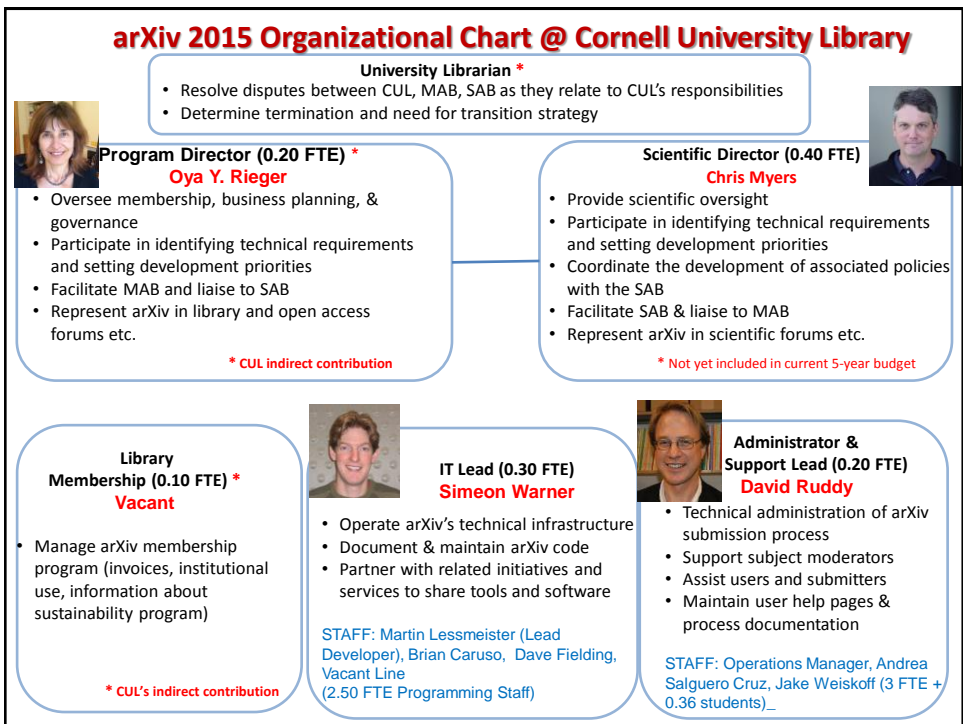 arXiv 2015 Organizational Chart @ Cornell University Library
University Librarian *
• Resolve disputes between CUL, MAB, SAB as they relate to CUL's responsibilities
• Determine termination and need for transition strategy
Program Director (0.20 FTE) *
Oya Y. Rieger
• Oversee membership, business planning, &
governance
• Participate in identifying technical requirements
and setting development priorities
• Facilitate MAB and liaise to SAB
• Represent arXiv in library and open access
forums etc.
* CUL indirect contribution
Scientific Director (0.40 FTE)
Chris Myers
• Provide scientific oversight
• Participate in identifying technical requirements
and setting development priorities
• Coordinate the development of associated policies
with the SAB
• Facilitate SAB & liaise to MAB
• Represent arXiv in scientific forums etc.
* Not yet included in current 5-year budget
Library
Membership (0.10 FTE) *
Vacant
• Manage arXiv membership
program (invoices, institutional
use, information about
sustainability program)
* CUL's indirect contribution
IT Lead (0.30 FTE)
Simeon Warner
• Operate arXiv's technical infrastructure
• Document & maintain arXiv code
• Partner with related initiatives and
services to share tools and software
STAFF: Martin Lessmeister (Lead
Developer), Brian Caruso, Dave Fielding,
Vacant Line
(2.50 FTE Programming Staff)
Administrator &
Support Lead (0.20 FTE)
David Ruddy
• Technical administration of arXiv
submission process
• Support subject moderators
• Assist users and submitters
• Maintain user help pages &
process documentation
STAFF: Operations Manager, Andrea
Salguero Cruz, Jake Weiskoff (3 FTE +
0.36 students)_